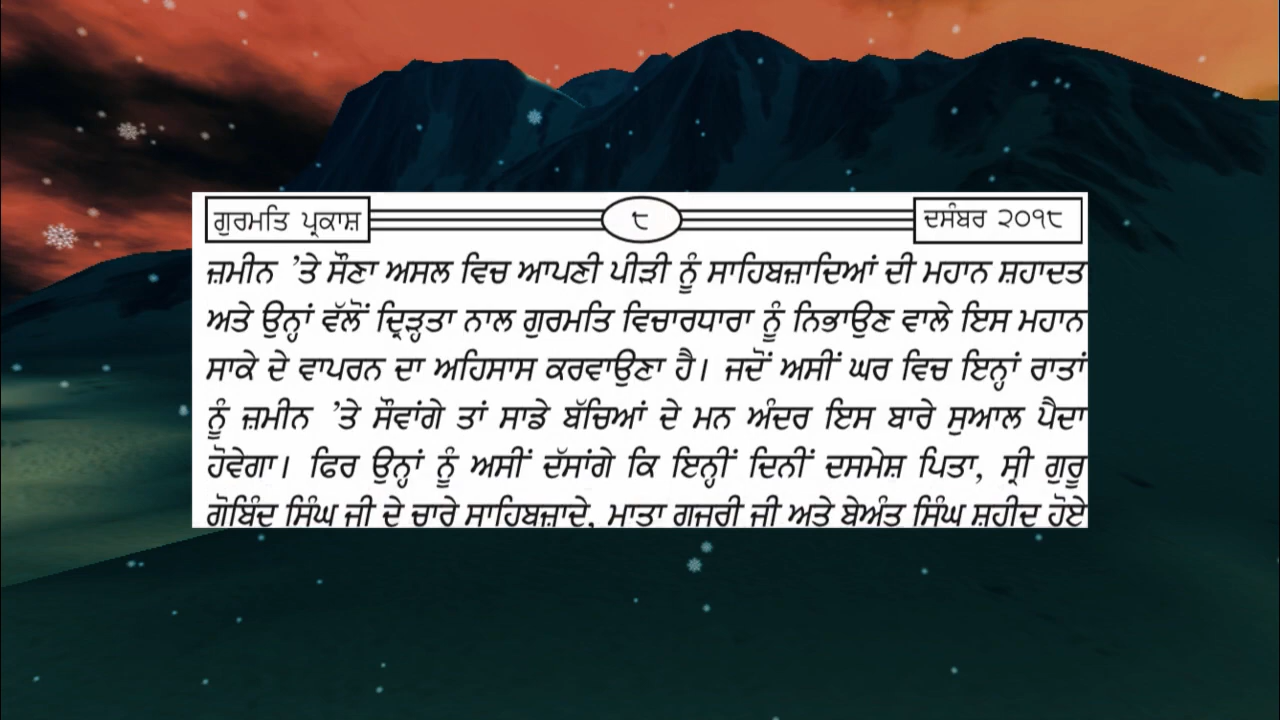 ਗੁਰਮਤਿ ਪ੍ਰਕਾਸ਼ ੮ ਦਸੰਬਰ ੨੦੧੮
ਜ਼ਮੀਨ ’ਤੇ ਸੌਣਾ ਅਸਲ ਵਿਚ ਆਪਣੀ ਪੀੜੀ ਨੂੰ ਸਾਹਿਬਜ਼ਾਦਿਆਂ ਦੀ ਮਹਾਨ ਸ਼ਹਾਦਤ
ਅਤੇ ਉਨ੍ਹਾਂ ਵੱਲੋਂ ਦ੍ਰਿੜ੍ਹਤਾ ਨਾਲ ਗੁਰਮਤਿ ਵਿਚਾਰਧਾਰਾ ਨੂੰ ਨਿਭਾਉਣ ਵਾਲੇ ਇਸ ਮਹਾਨ
ਸਾਕੇ ਦੇ ਵਾਪਰਨ ਦਾ ਅਹਿਸਾਸ ਕਰਵਾਉਣਾ ਹੈ। ਜਦੋਂ ਅਸੀਂ ਘਰ ਵਿਚ ਇਨ੍ਹਾਂ ਰਾਤਾਂ
ਨੂੰ ਜ਼ਮੀਨ ’ਤੇ ਸੌਵਾਂਗੇ ਤਾਂ ਸਾਡੇ ਬੱਚਿਆਂ ਦੇ ਮਨ ਅੰਦਰ ਇਸ ਬਾਰੇ ਸੁਆਲ ਪੈਦਾ
ਹੋਵੇਗਾ। ਫਿਰ ਉਨ੍ਹਾਂ ਨੂੰ ਅਸੀਂ ਦੱਸਾਂਗੇ ਕਿ ਇਨ੍ਹੀਂ ਦਿਨੀਂ ਦਸਮੇਸ਼ ਪਿਤਾ, ਸ੍ਰੀ ਗੁਰੂ
ਗੋਬਿੰਦ ਸਿੰਘ ਜੀ ਦੇ ਚਾਰੇ ਸਾਹਿਬਜ਼ਾਦੇ, ਮਾਤਾ ਗੁਜਰੀ ਜੀ ਅਤੇ ਬੇਅੰਤ ਸਿੰਘ ਸ਼ਹੀਦ ਹੋਏ